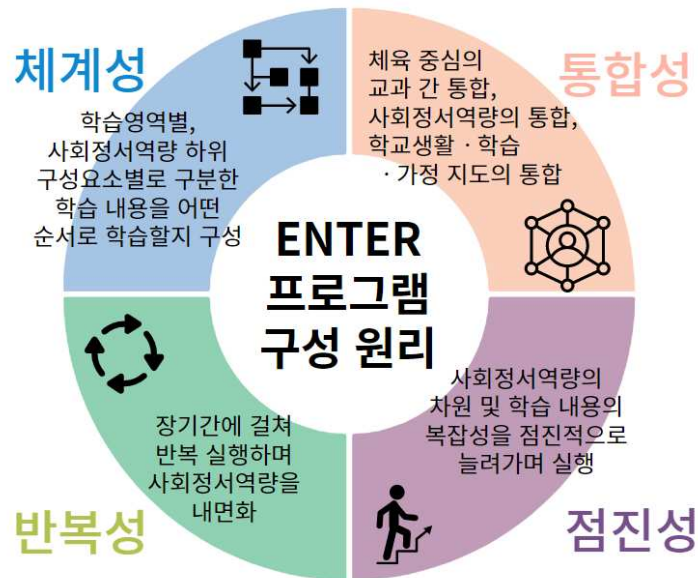 체계성
학습영역별,
사회정서역량 하위
구성요소별로 구분한
학습 내용을 어떤
순서로 학습할지 구성
통합성
체육 중심의
교과 간 통합,
사회정서역량의 통합,
학교생활 · 학습
· 가정 지도의 통합
ENTER
프로그램
구성 원리
반복성
장기간에 걸쳐
반복 실행하며
사회정서역량을
내면화
점진성
사회정서역량의
차원 및 학습 내용의
복잡성을 점진적으로
늘려가며 실행